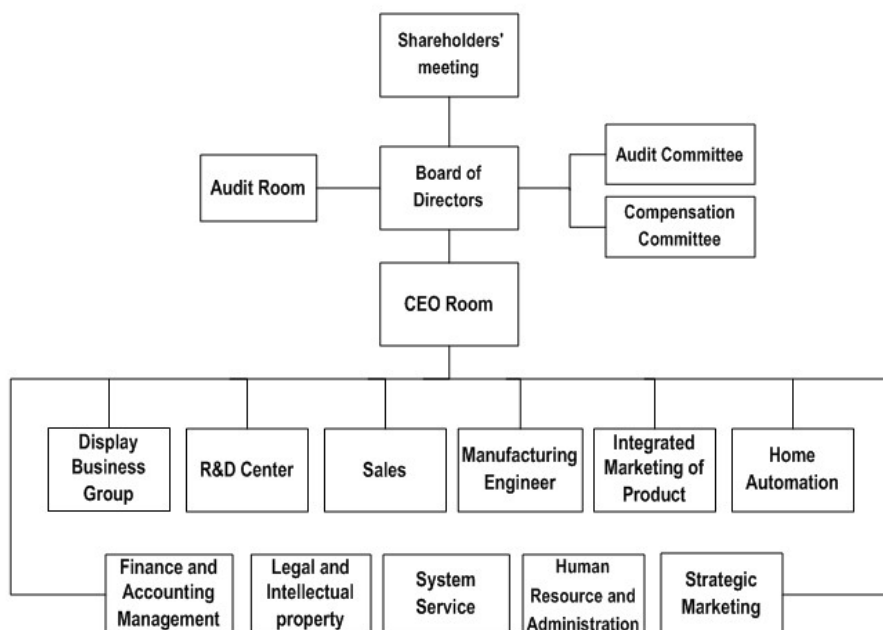 Shareholders'
meeting
Audit Room
Board of
Directors
Audit Committee
Compensation
Committee
CEO Room
Display
Business
Group
R&D Center
Sales
Manufacturing
Engineer
Integrated
Marketing of
Product
Home
Automation
Finance and
Accounting
Management
Legal and
Intellectual
property
System
Service
Human
Resource and
Administration
Strategic
Marketing